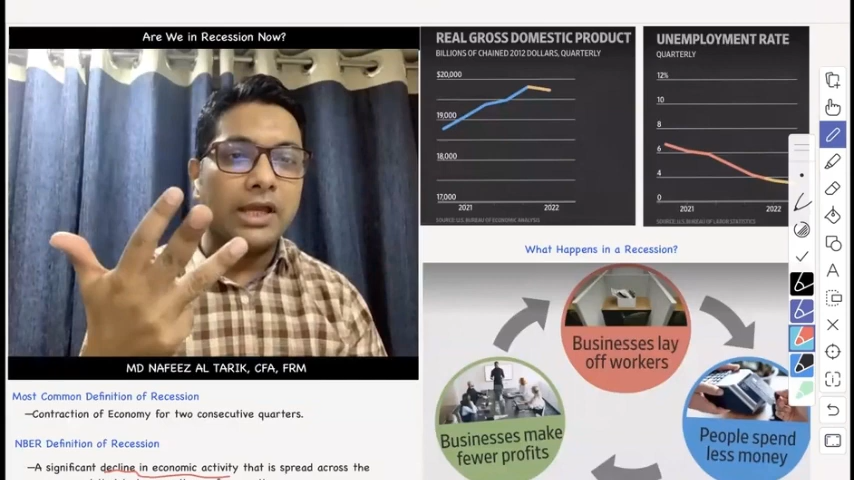 Are We in Recession Now?
MD NAFEEZ AL TARIK, CFA, FRM
Most Common Definition of Recession
—Contraction of Economy for two consecutive quarters.
NBER Definition of Recession
—A significant decline in economic activity that is spread across the
REAL GROSS DOMESTIC PRODUCT
BILLIONS OF CHAINED 2012 DOLLARS, QUARTERLY
$20,000
19,000
18,000
17,000
2021 2022
SOURCE: U.S. BUREAU OF ECONOMIC ANALYSIS
UNEMPLOYMENT RATE
QUARTERLY
12%
10
8
6
4
0
2021 2022
SOURCE: U.S. BUREAU OF LABOR STATISTICS
What Happens in a Recession?
Businesses lay
off workers
People spend
less money
Businesses make
fewer profits
A